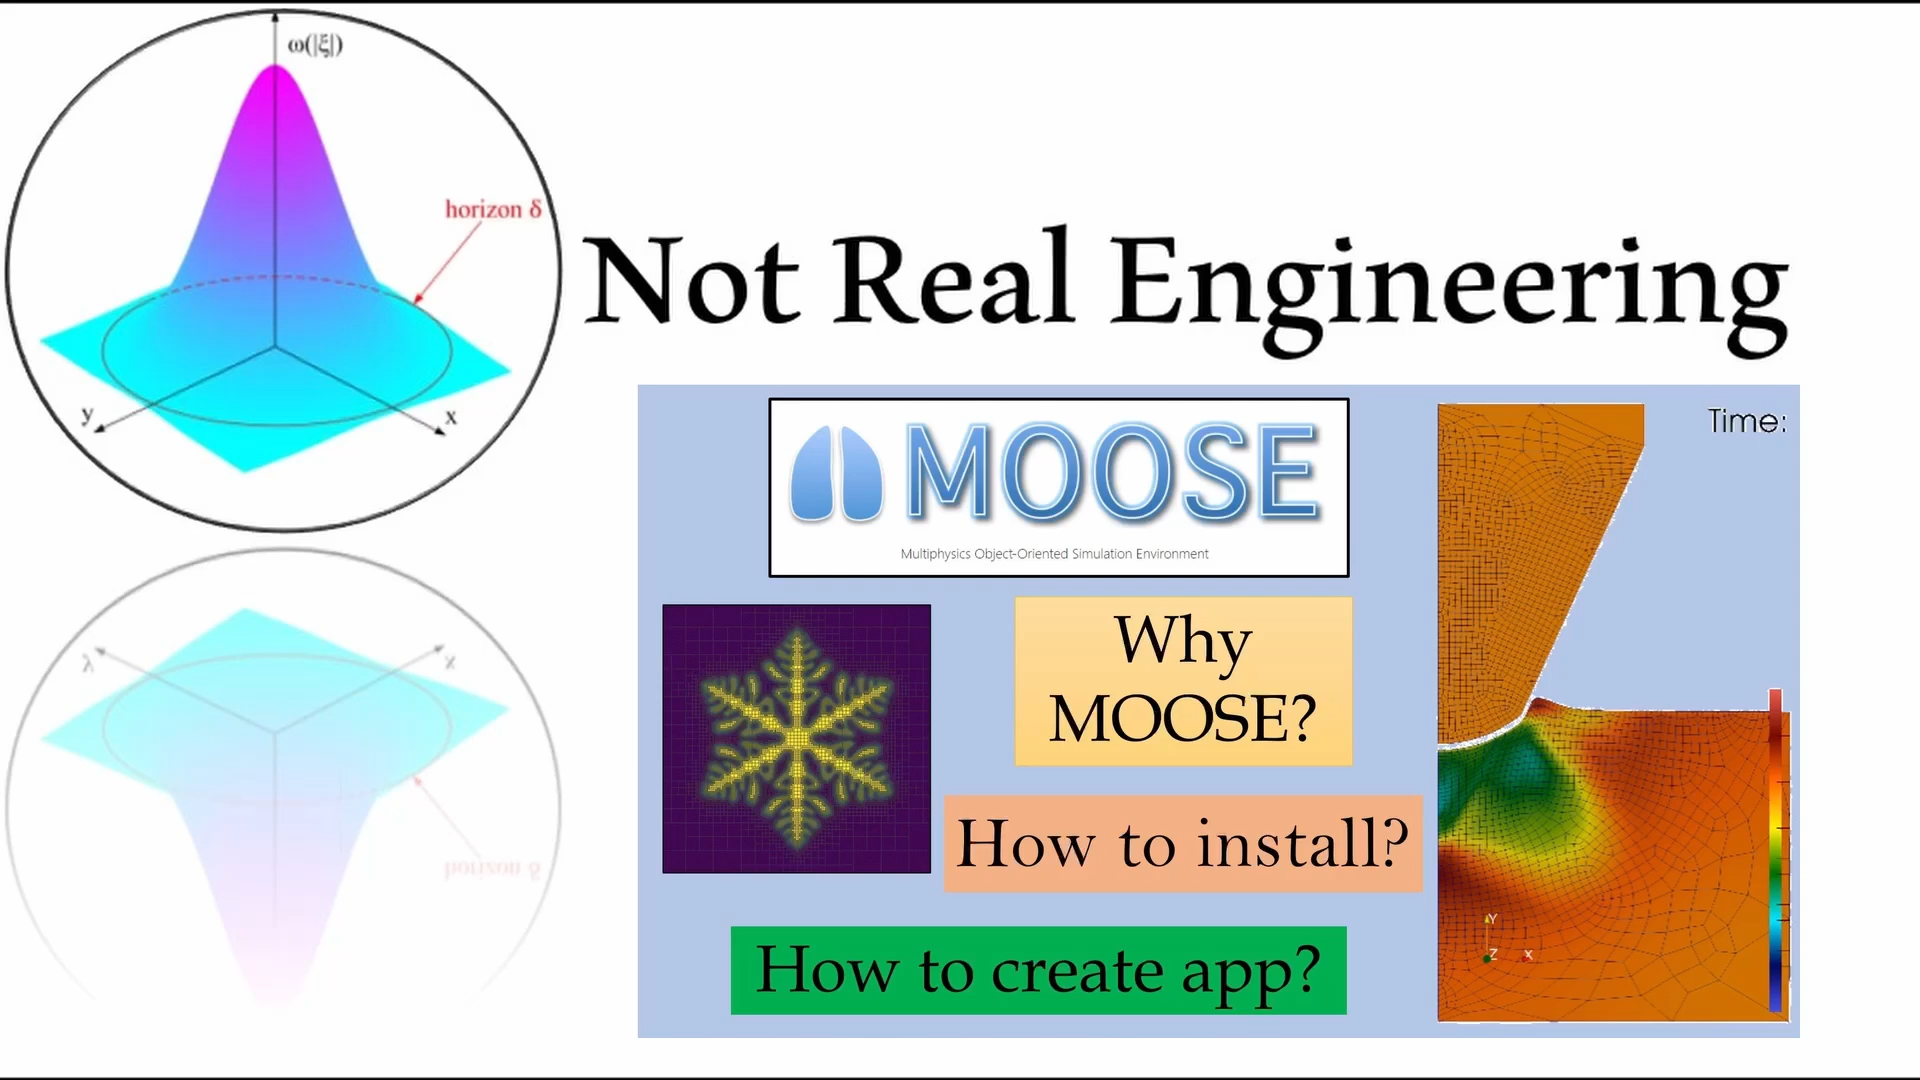 ω(|ξ|)
horizon δ
y
x
Not Real Engineering
MOOSE
Multiphysics Object-Oriented Simulation Environment
Time:
Why
MOOSE?
How to install?
How to create app?
Y
Z
X